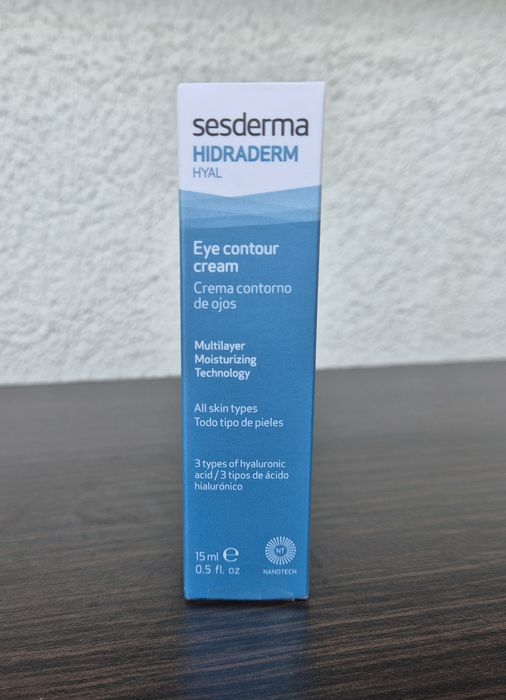 sesderma
HIDRADERM
HYAL
Eye contour
cream
Crema contorno
de ojos
Multilayer
Moisturizing
Technology
All skin types
Todo tipo de pieles
3 types of hyaluronic
acid / 3 tipos de ácido
hialurónico
15 ml ℮
0.5 fl. oz
NT
NANOTECH